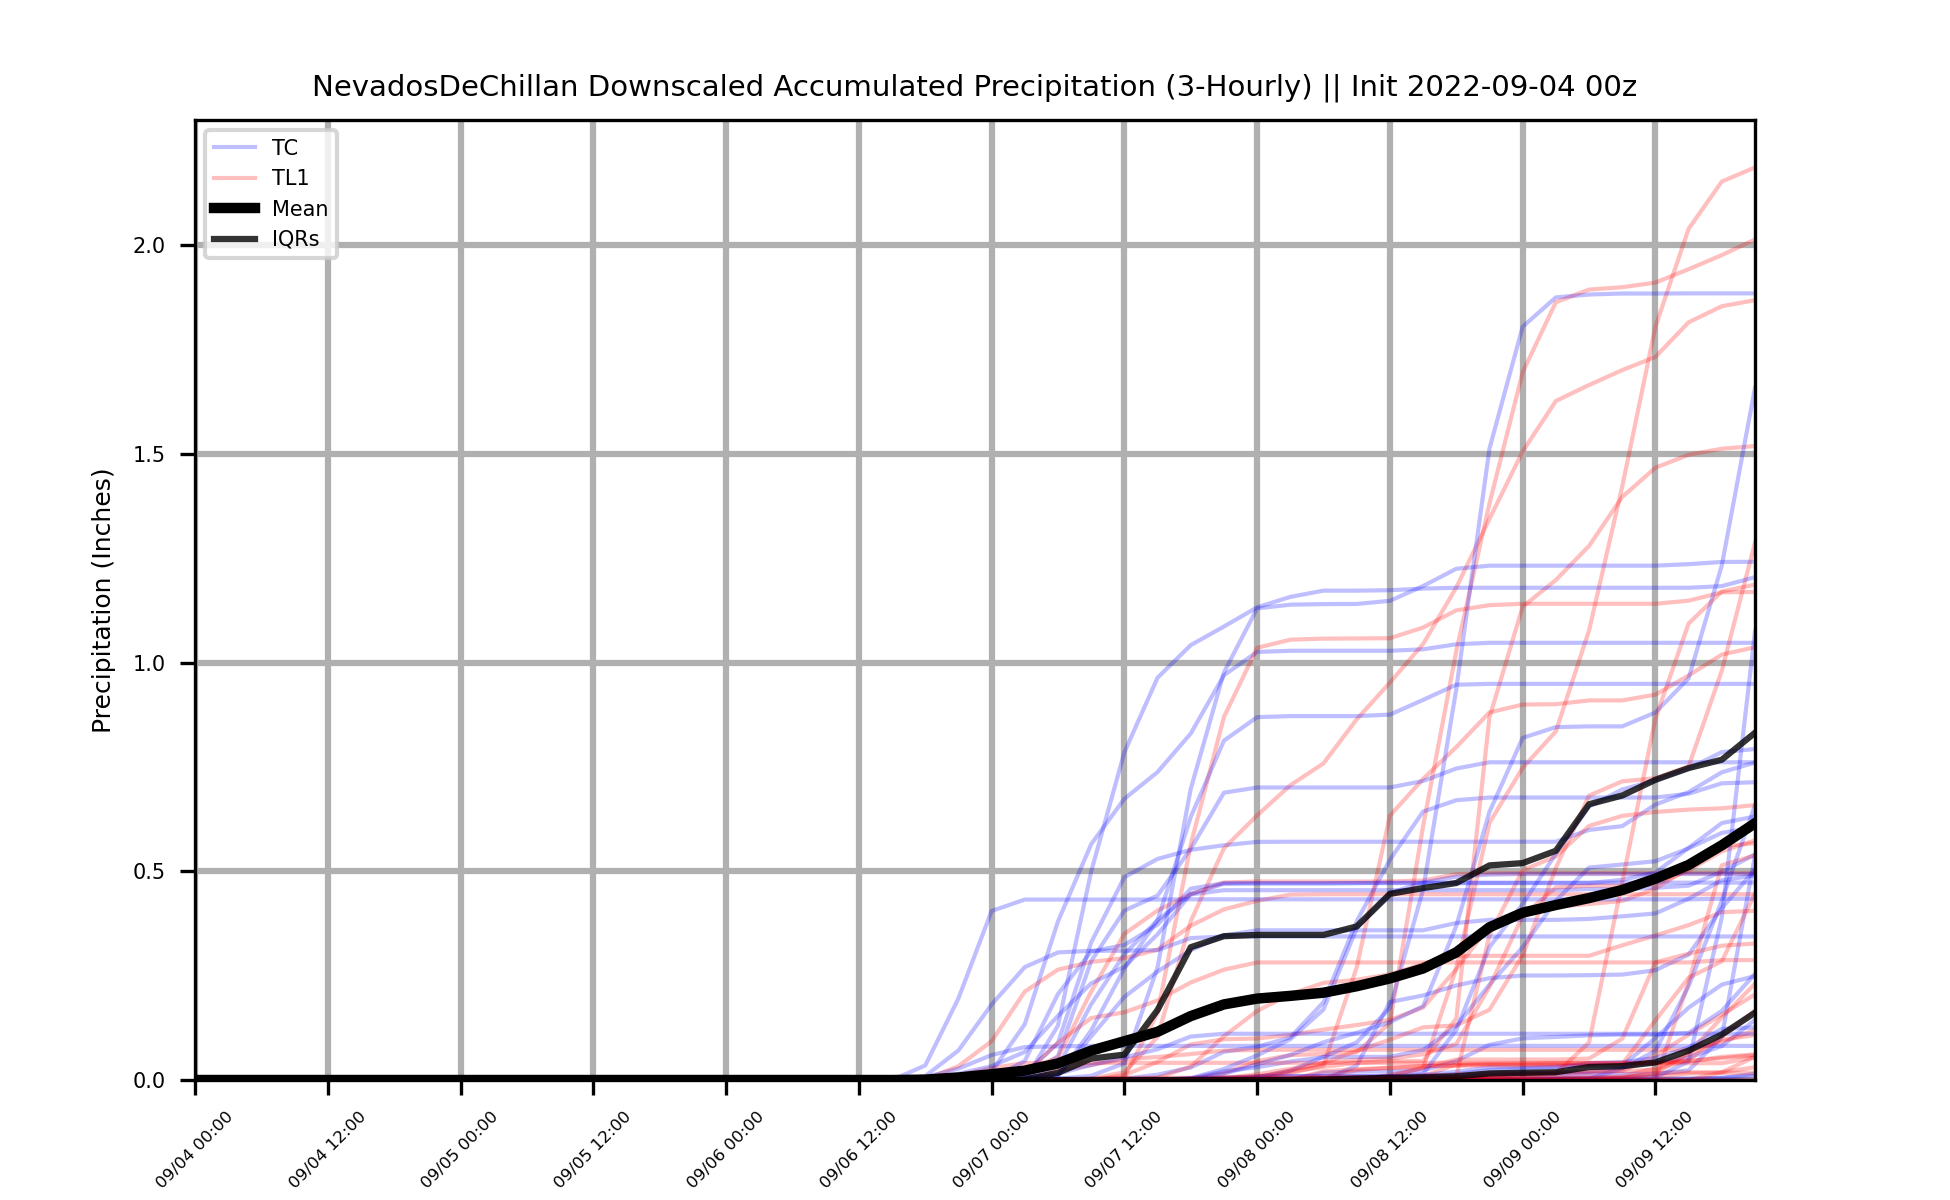 NevadosDeChillan Downscaled Accumulated Precipitation (3-Hourly) || Init 2022-09-04 00z
TC
TL1
Mean
IQRs
Precipitation (Inches)
2.0
1.5
1.0
0.5
0.0
09/04 00:00
09/04 12:00
09/05 00:00
09/05 12:00
09/06 00:00
09/06 12:00
09/07 00:00
09/07 12:00
09/08 00:00
09/08 12:00
09/09 00:00
09/09 12:00